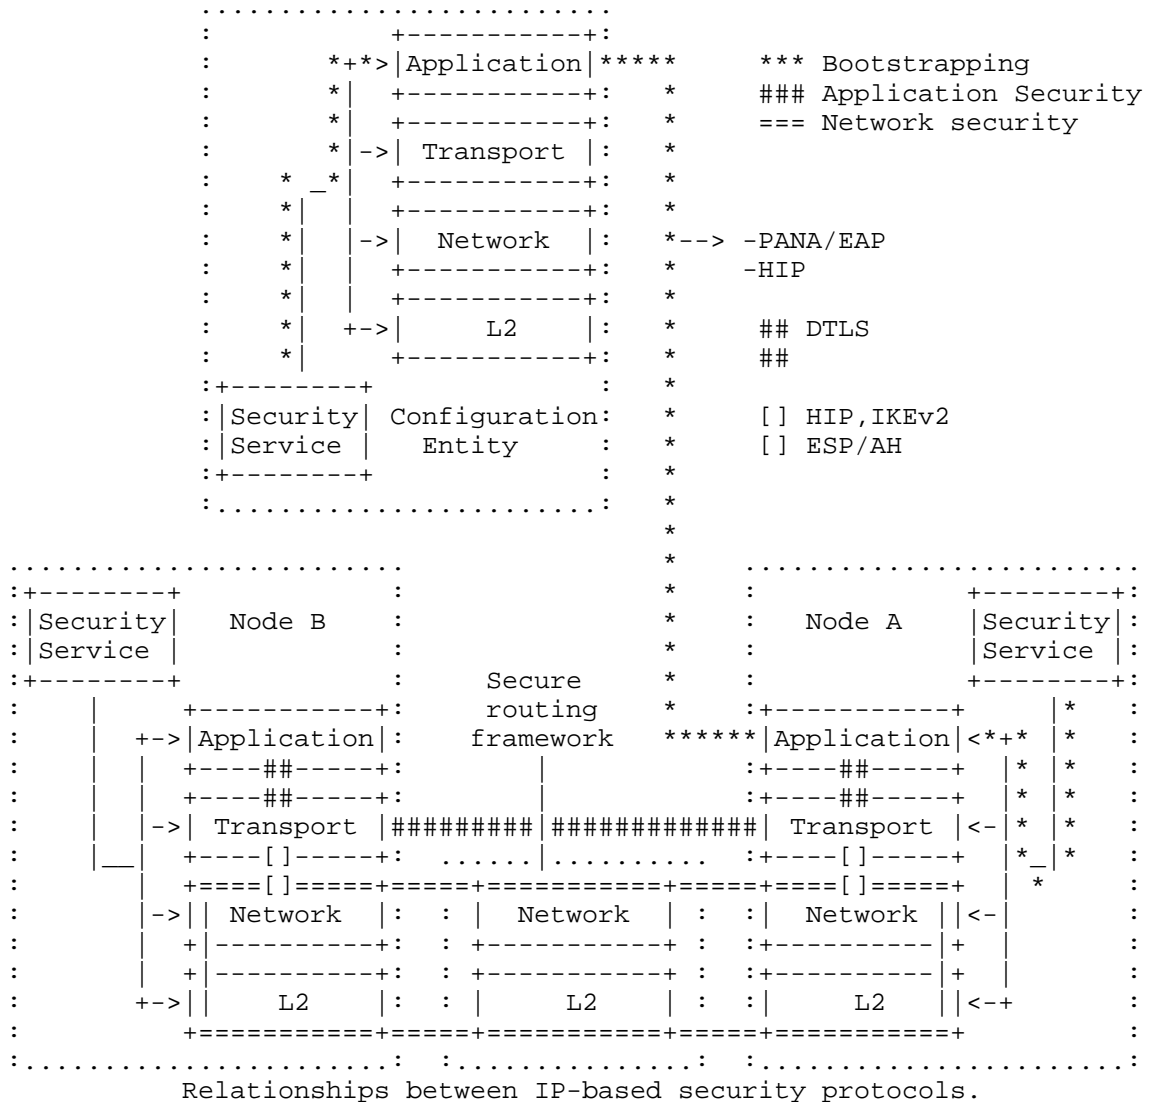 ..........................
:                       +-----------+:
:                  *+*>|Application|*****     *** Bootstrapping
:                  *|  +-----------+:   *     ### Application Security
:                  *|  +-----------+:   *     === Network security
:                  *|->| Transport |:   *
:               * _*|  +-----------+:   *
:               *|  |  +-----------+:   *
:               *|  |->|  Network  |:   *--> -PANA/EAP
:               *|  |  +-----------+:   *    -HIP
:               *|  |  +-----------+:   *
:               *|  +->|     L2    |:   *     ## DTLS
:               *|     +-----------+:   *     ##
:+--------+               :   *
:|Security| Configuration:   *     [] HIP,IKEv2
:|Service |   Entity     :   *     [] ESP/AH
:+--------+               :   *
:........................:   *
*
.........................                *    .........................
:+--------+             :                *    :             +--------+:
:|Security|   Node B    :                *    :   Node A    |Security|:
:|Service |             :                *    :             |Service |:
:+--------+             :     Secure     *    :             +--------+:
:    |     +-----------+:     routing    *    :+-----------+     |*   :
:    |  +->|Application|:    framework   ******|Application|<*+* |*   :
:    |  |  +----##-----+:        |            :+----##-----+  |* |*   :
:    |  |  +----##-----+:        |            :+----##-----+  |* |*   :
:    |  |->| Transport |#########|#############| Transport |<-|* |*   :
:    |__|  +----[]-----+:  ......|.......... :+----[]-----+  |*_|*   :
:       |  +====[]=====+=====+===========+=====+====[]=====+  | *     :
:       |->|| Network  |:  : |  Network  | :  :|  Network ||<-|       :
:       |  +|----------+:  : +-----------+ :  :+----------|+  |       :
:       |  +|----------+:  : +-----------+ :  :+----------|+  |       :
:       +->||    L2    |:  : |     L2    | :  :|     L2   ||<-+       :
:          +===========+=====+===========+=====+===========+          :
:.......................:  :...............:  :.......................:
Relationships between IP-based security protocols.